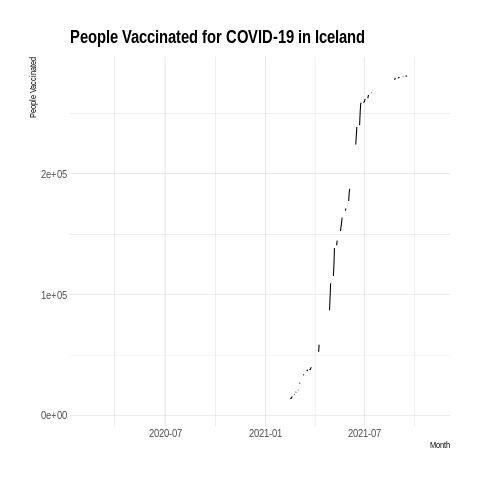 People Vaccinated for COVID-19 in Iceland
People Vaccinated
2e+05
1e+05
0e+00
2020-07 2021-01 2021-07
Month